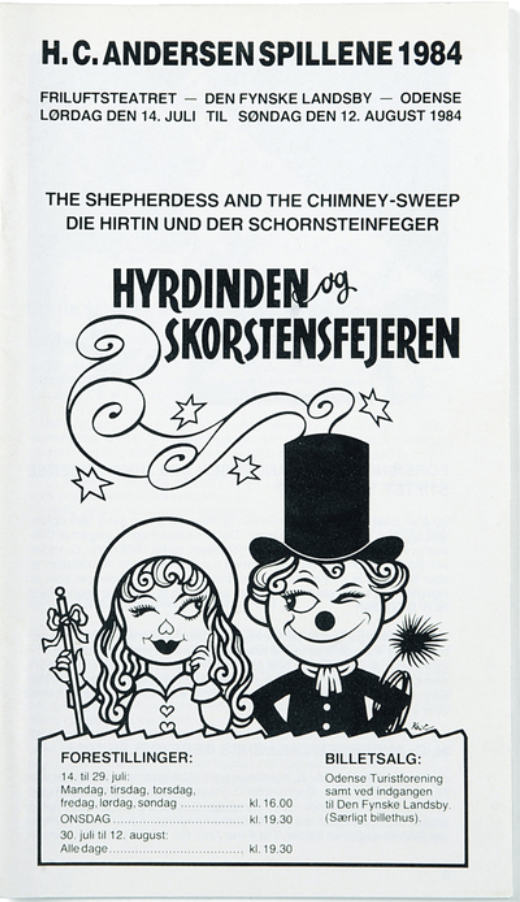 H.C. ANDERSEN SPILLENE 1984
FRILUFTSTEATRET — DEN FYNSKE LANDSBY — ODENSE
LØRDAG DEN 14. JULI TIL SØNDAG DEN 12. AUGUST 1984
THE SHEPHERDESS AND THE CHIMNEY-SWEEP
DIE HIRTIN UND DER SCHORNSTEINFEGER
HYRDINDEN og
SKORSTENSFEJEREN
FORESTILLINGER:
14. til 29. juli:
Mandag, tirsdag, torsdag,
fredag, lørdag, søndag ................ kl. 16.00
ONSDAG ................................ kl. 19.30
30. juli til 12. august:
Alle dage ................................ kl. 19.30
BILLETSALG:
Odense Turistforening
samt ved indgangen
til Den Fynske Landsby.
(Særligt billethus).